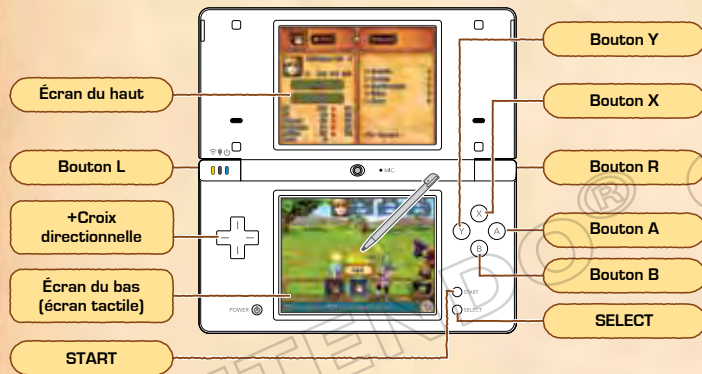 Écran du haut
Bouton L
+Croix
directionnelle
Écran du bas
(écran tactile)
START
Bouton Y
Bouton X
Bouton R
Bouton A
Bouton B
SELECT
MIC.
X
Y
A
B
START
SELECT
POWER
NTENDO®